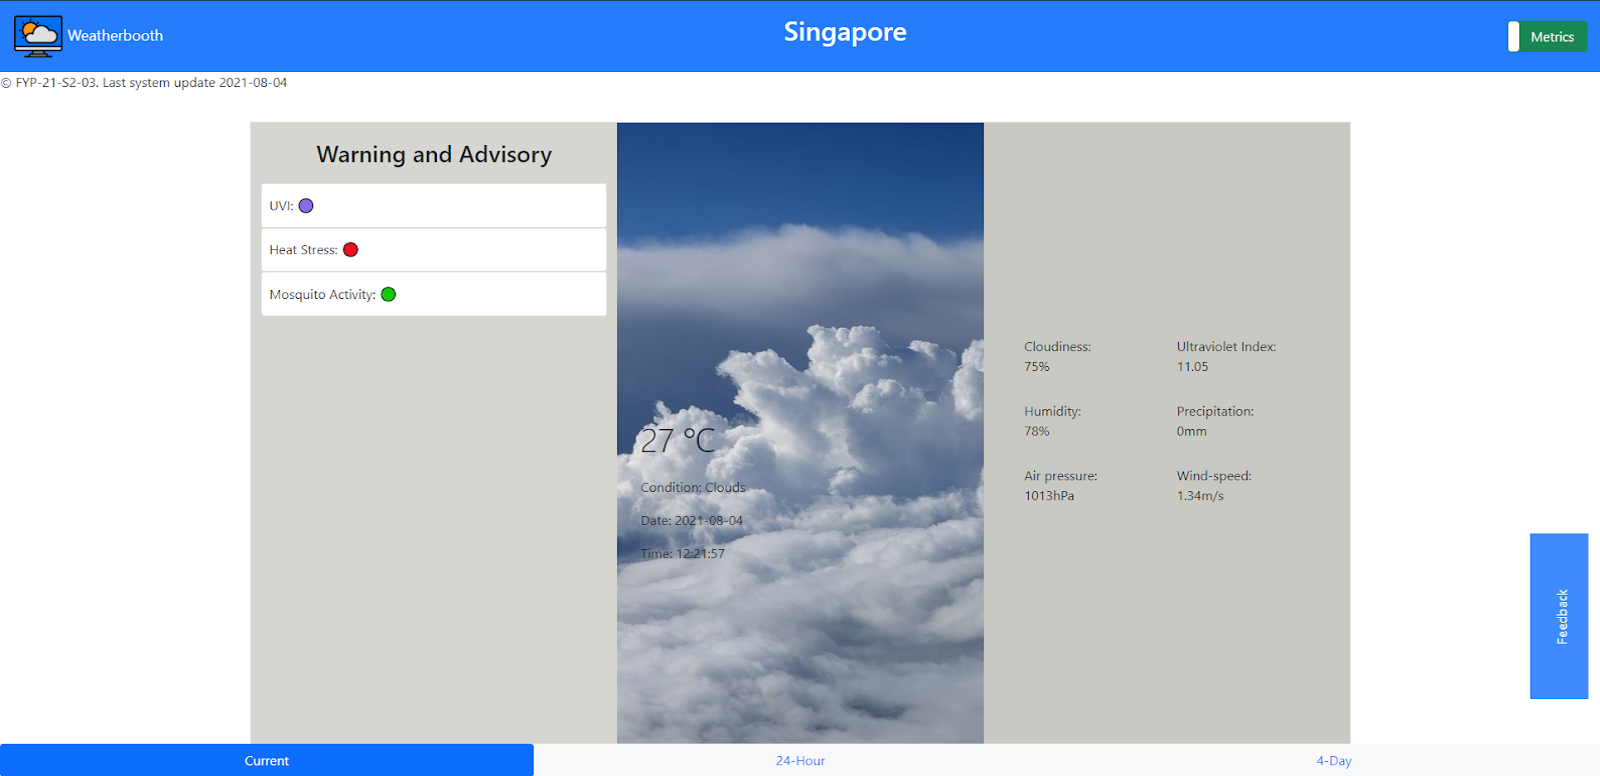 Weatherbooth
Singapore
Metrics
© FYP-21-S2-03. Last system update 2021-08-04
Warning and Advisory
UVI:
Heat Stress:
Mosquito Activity:
27 °C
Condition: Clouds
Date: 2021-08-04
Time: 12:21:57
Cloudiness:
75%
Ultraviolet Index:
11.05
Humidity:
78%
Precipitation:
0mm
Air pressure:
1013hPa
Wind-speed:
1.34m/s
Feedback
Current
24-Hour
4-Day